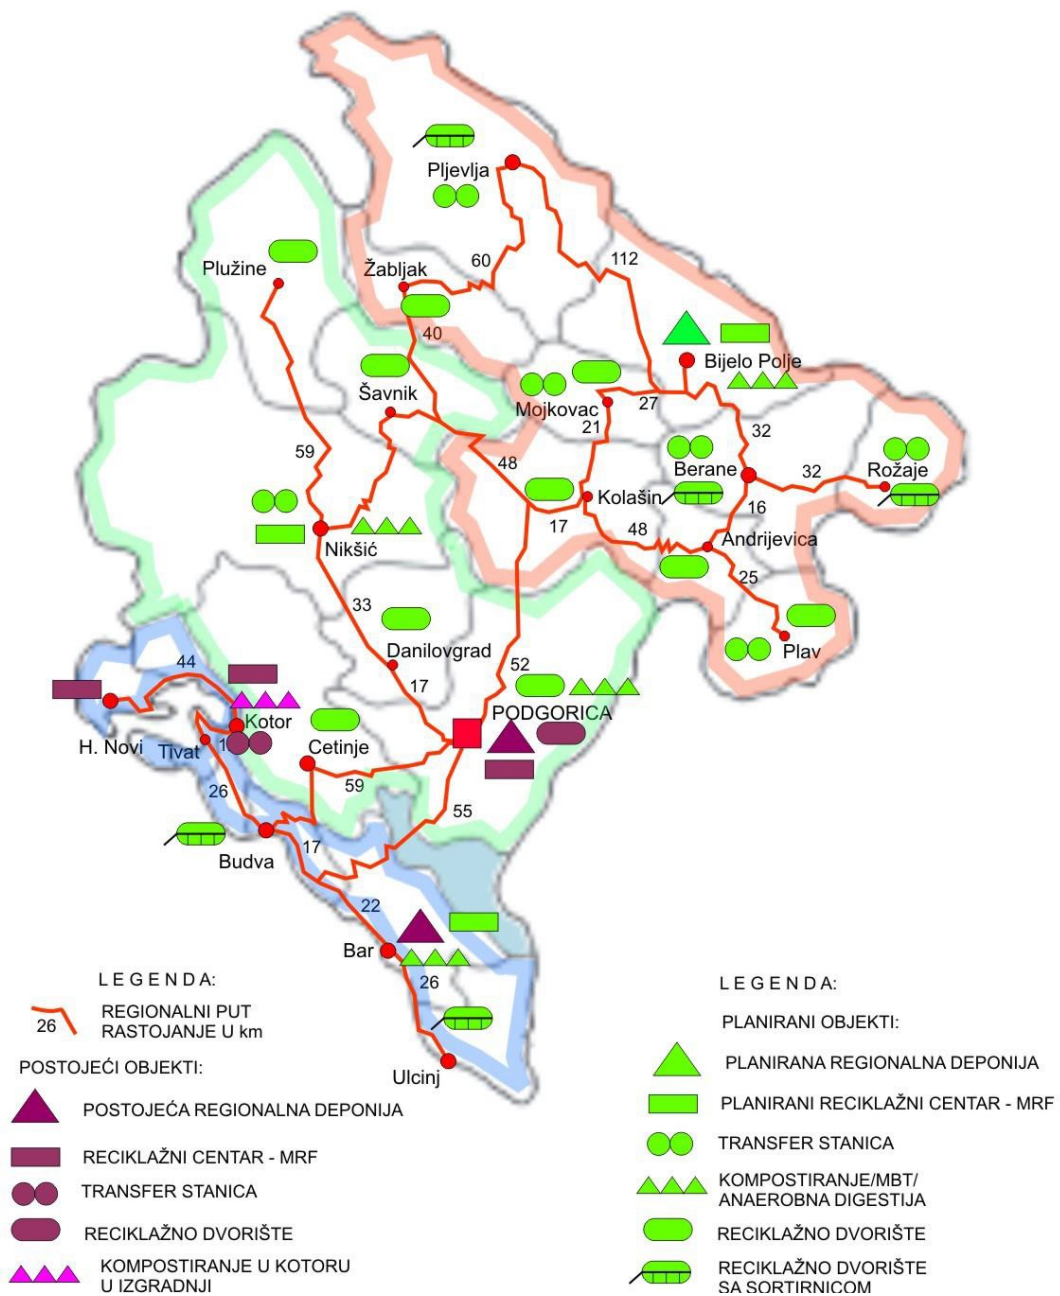 Pljevlja
60
112
Plužine
Žabljak
40
Bijelo Polje
Šavnik
Mojkovac
27
21
32
59
48
Berane
32
Rožaje
Kolašin
16
17
48
Andrijevica
Nikšić
25
33
Danilovgrad
Plav
17
52
44
PODGORICA
Kotor
H. Novi
Tivat
1
Cetinje
59
26
55
17
Budva
22
Bar
26
Ulcinj
L E G E N D A:
26
REGIONALNI PUT
RASTOJANJE U km
POSTOJEĆI OBJEKTI:
POSTOJEĆA REGIONALNA DEPONIJA
RECIKLAŽNI CENTAR - MRF
TRANSFER STANICA
RECIKLAŽNO DVORIŠTE
KOMPOSTIRANJE U KOTORU
U IZGRADNJI
L E G E N D A:
PLANIRANI OBJEKTI:
PLANIRANA REGIONALNA DEPONIJA
PLANIRANI RECIKLAŽNI CENTAR - MRF
TRANSFER STANICA
KOMPOSTIRANJE/MBT/
ANAEROBNA DIGESTIJA
RECIKLAŽNO DVORIŠTE
RECIKLAŽNO DVORIŠTE
SA SORTIRNICOM